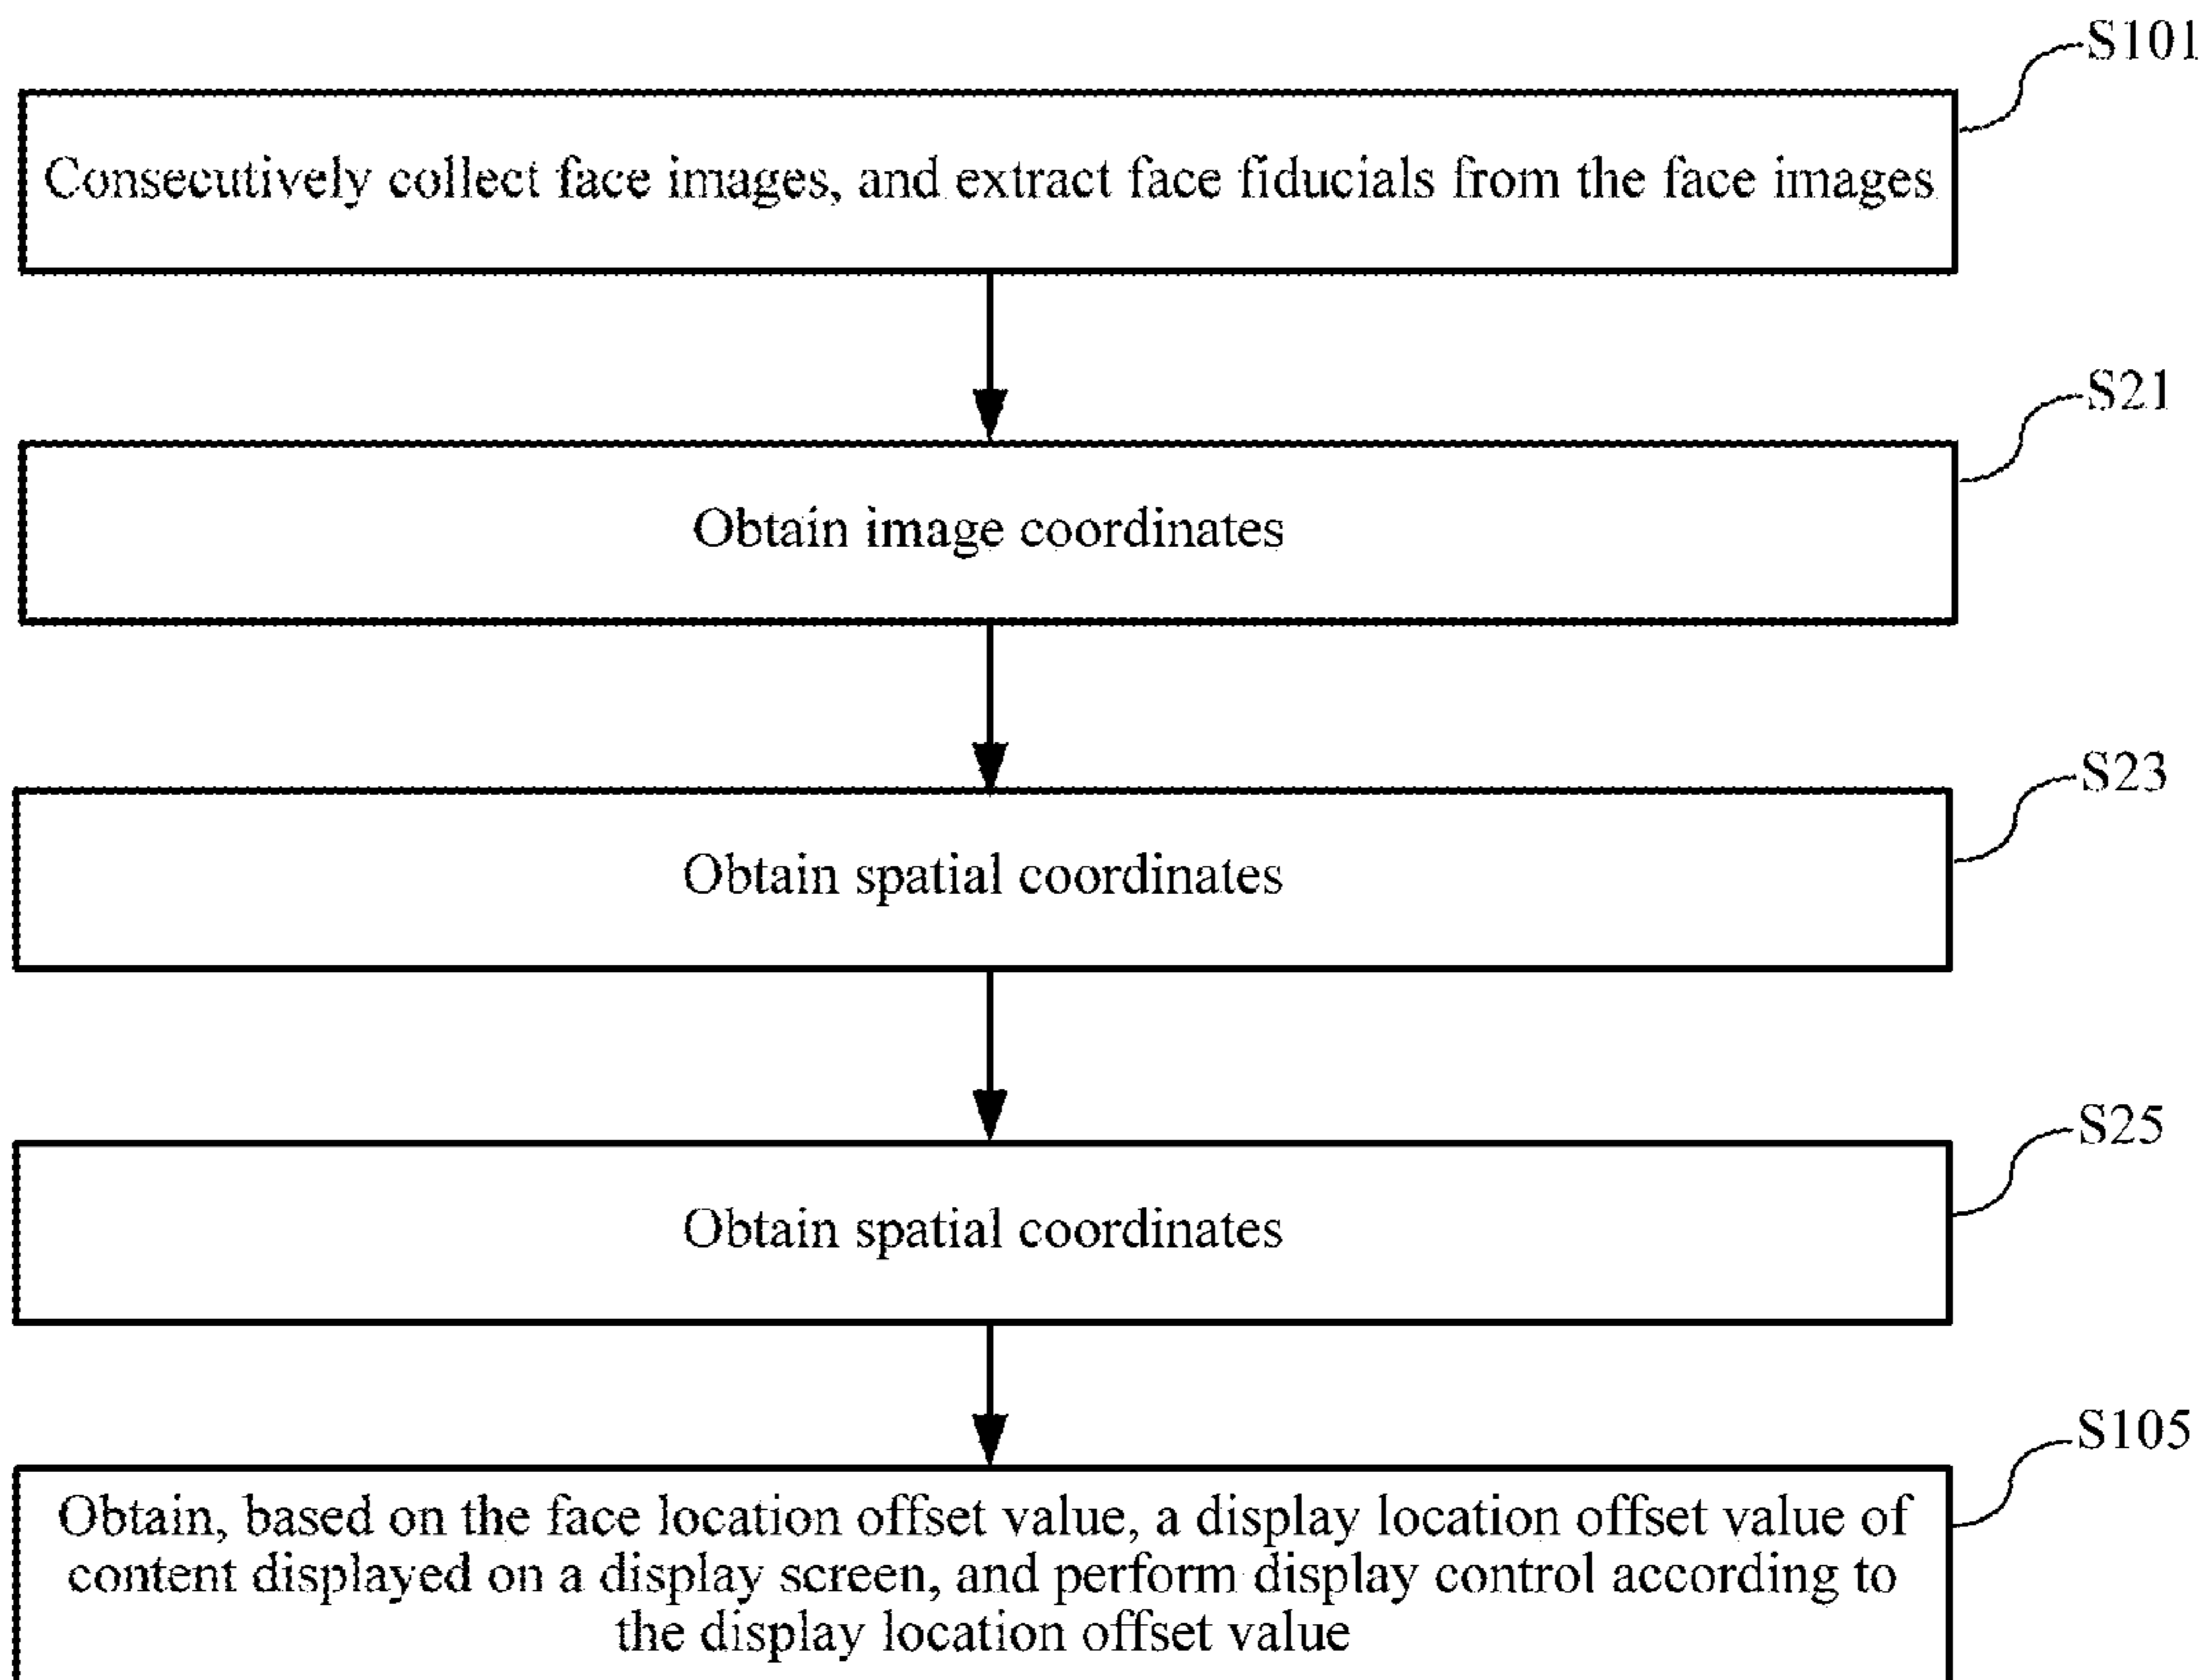 S101
Consecutively collect face images, and extract face fiducials from the face images
S21
Obtain image coordinates
S23
Obtain spatial coordinates
S25
Obtain spatial coordinates
S105
Obtain, based on the face location offset value, a display location offset value of
content displayed on a display screen, and perform display control according to
the display location offset value